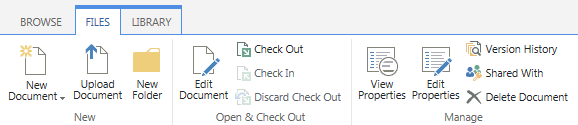 BROWSE FILES LIBRARY
New Document
Upload Document
New Folder
New
Edit Document
Check Out
Check In
Discard Check Out
Open & Check Out
View Properties
Edit Properties
Version History
Shared With
Delete Document
Manage